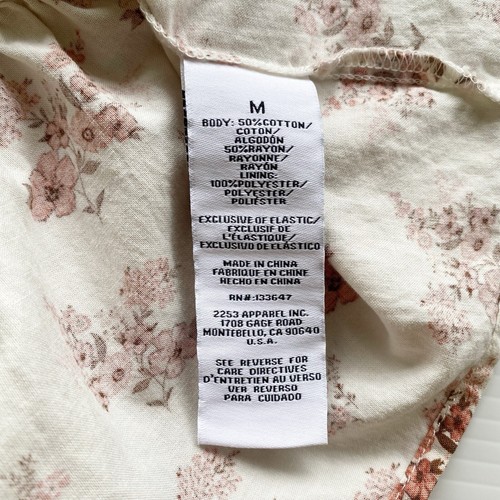 M
BODY: 50%COTTON/
COTON/
ALGODÓN
50%RAYON/
RAYONNE/
RAYÓN
LINING:
100%POLYESTER/
POLYESTER/
POLIÉSTER
EXCLUSIVE OF ELASTIC/
EXCLUSIF DE
L'ÉLASTIQUE/
EXCLUSIVO DE ELÁSTICO
MADE IN CHINA
FABRIQUE EN CHINE
HECHO EN CHINA
RN#:133647
2253 APPAREL INC.
1708 GAGE ROAD
MONTEBELLO, CA 90640
U.S.A.
SEE REVERSE FOR
CARE DIRECTIVES
D'ENTRETIEN AU VERSO
VER REVERSO
PARA CUIDADO